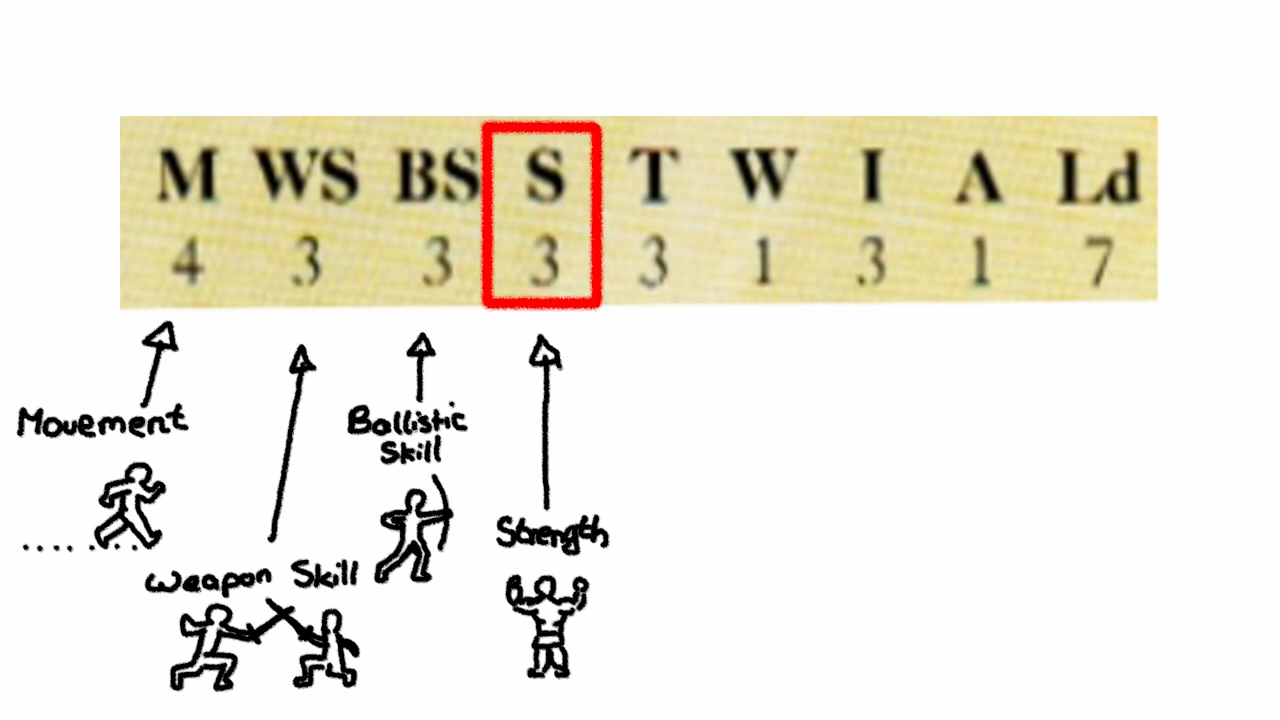 M WS BS S T W I A Ld
4 3 3 3 3 1 3 1 7
Movement
Ballistic
Skill
Strength
Weapon Skill